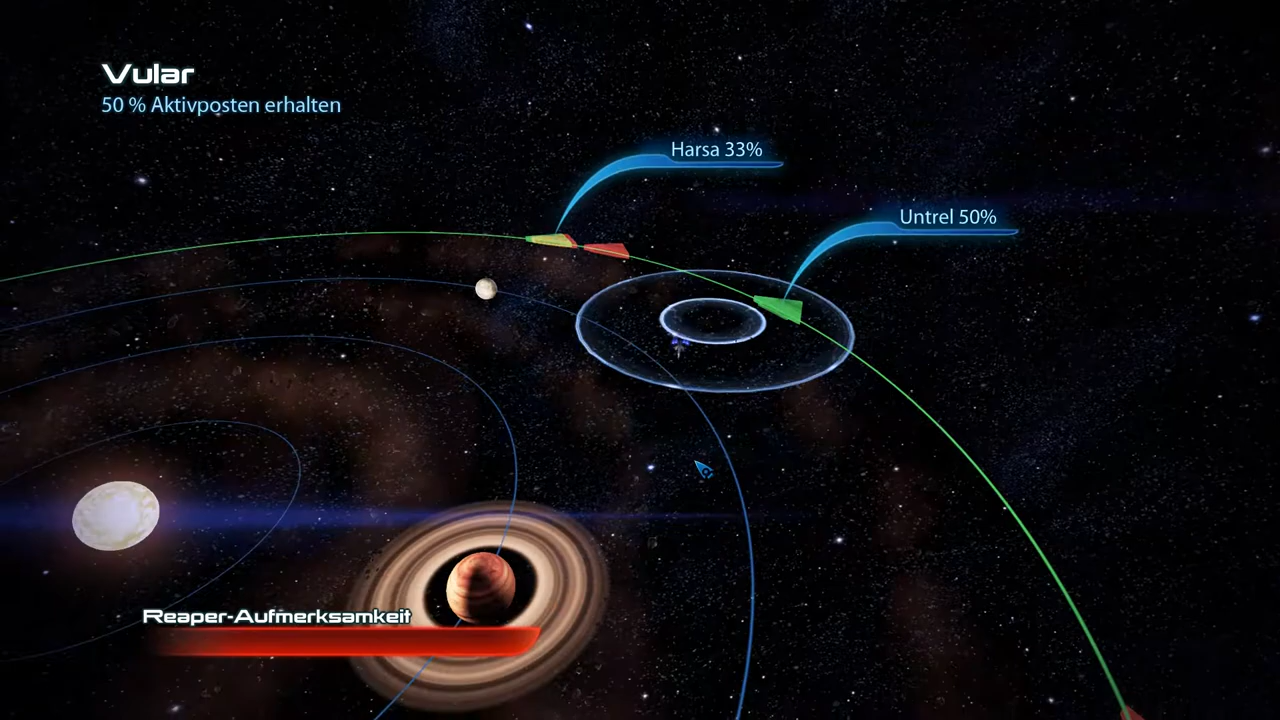 Vular
50 % Aktivposten erhalten
Harsa 33%
Untrel 50%
Reaper-Aufmerksamkeit